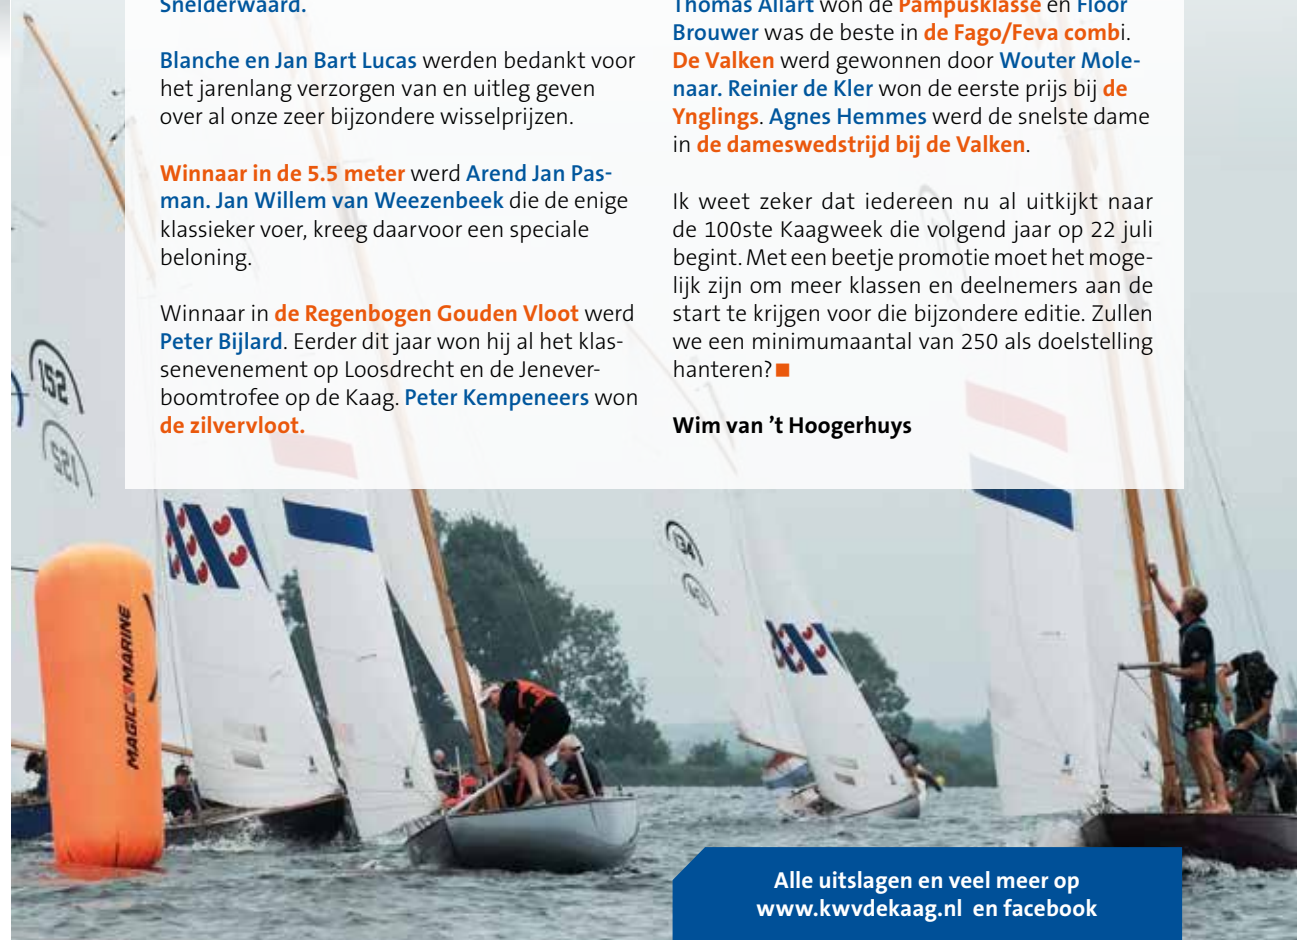 Snelderwaard.
Blanche en Jan Bart Lucas werden bedankt voor
het jarenlang verzorgen van en uitleg geven
over al onze zeer bijzondere wisselprijzen.
Winnaar in de 5.5 meter werd Arend Jan Pas-
man. Jan Willem van Weezenbeek die de enige
klassieker voer, kreeg daarvoor een speciale
beloning.
Winnaar in de Regenbogen Gouden Vloot werd
Peter Bijlard. Eerder dit jaar won hij al het klas-
senevenement op Loosdrecht en de Jenever-
boomtrofee op de Kaag. Peter Kempeneers won
de zilvervloot.
Thomas Allart won de Pampusklasse en Floor
Brouwer was de beste in de Fago/Feva combi.
De Valken werd gewonnen door Wouter Mole-
naar. Reinier de Kler won de eerste prijs bij de
Ynglings. Agnes Hemmes werd de snelste dame
in de dameswedstrijd bij de Valken.
Ik weet zeker dat iedereen nu al uitkijkt naar
de 100ste Kaagweek die volgend jaar op 22 juli
begint. Met een beetje promotie moet het moge-
lijk zijn om meer klassen en deelnemers aan de
start te krijgen voor die bijzondere editie. Zullen
we een minimumaantal van 250 als doelstelling
hanteren?
Wim van ’t Hoogerhuys
152
152
134
MAGIC MARINE
Alle uitslagen en veel meer op
www.kwvdekaag.nl en facebook